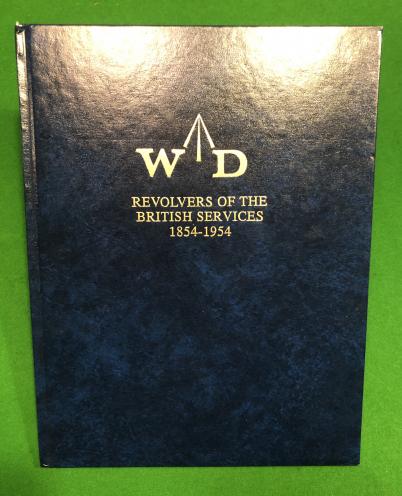 W D
REVOLVERS OF THE
BRITISH SERVICES
1854-1954